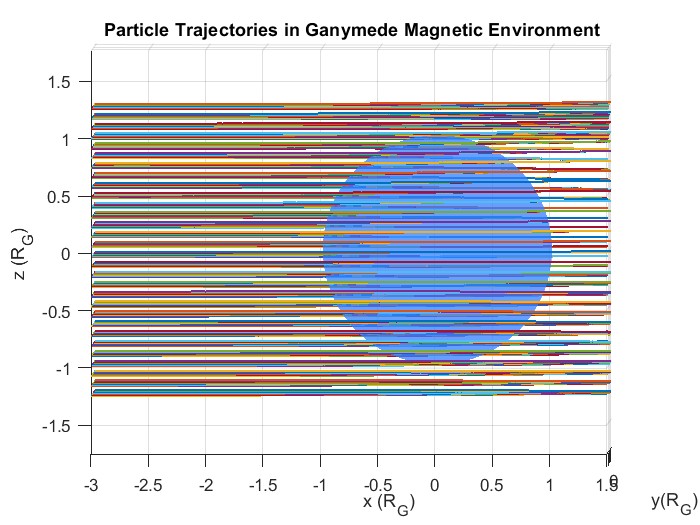 Particle Trajectories in Ganymede Magnetic Environment
1.5
1
0.5
0
-0.5
-1
-1.5
z (R_G)
-3 -2.5 -2 -1.5 -1 -0.5 0 0.5 1 1.5
0
x (R_G)
y(R_G)